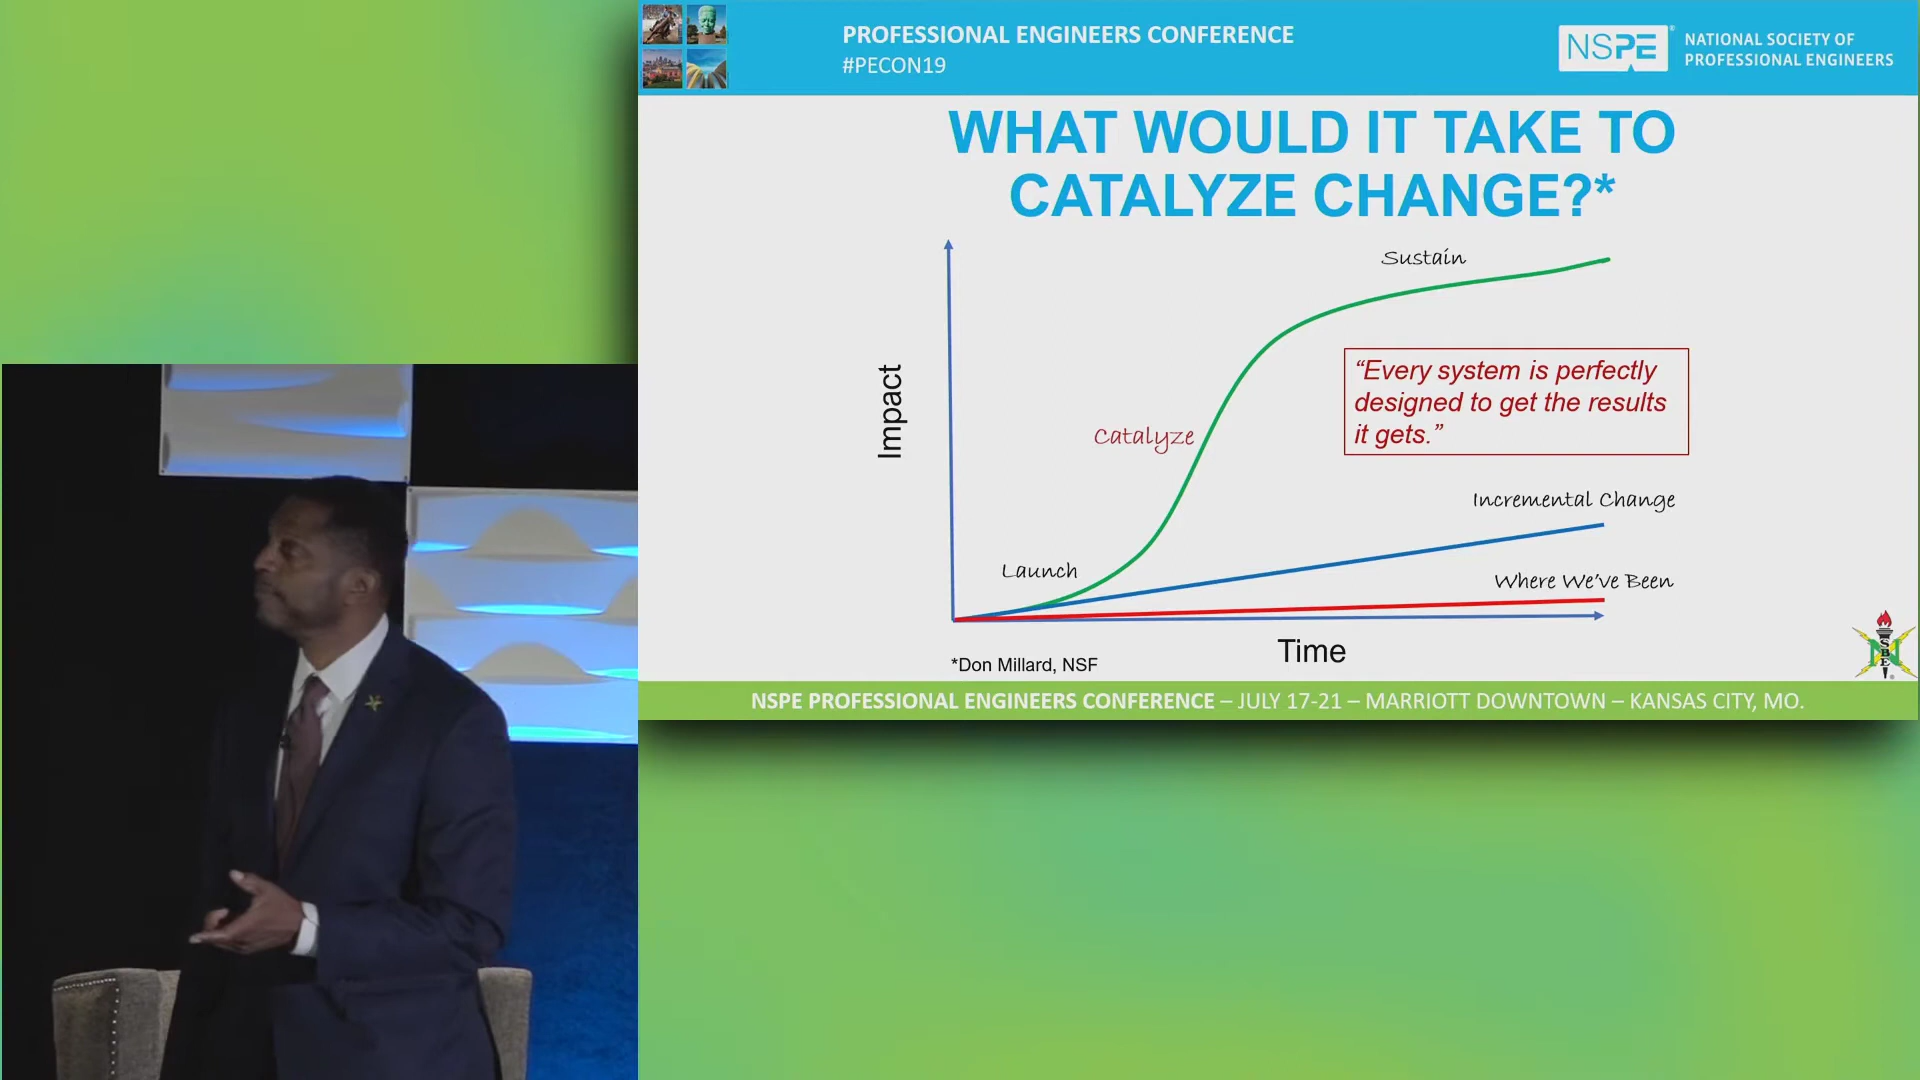 PROFESSIONAL ENGINEERS CONFERENCE
#PECON19
NSPE
NATIONAL SOCIETY OF
PROFESSIONAL ENGINEERS
WHAT WOULD IT TAKE TO
CATALYZE CHANGE?*
Sustain
Impact
“Every system is perfectly
designed to get the results
it gets.”
Catalyze
Incremental Change
Launch
Where We’ve Been
Time
*Don Millard, NSF
NSBE
NSPE PROFESSIONAL ENGINEERS CONFERENCE – JULY 17-21 – MARRIOTT DOWNTOWN – KANSAS CITY, MO.